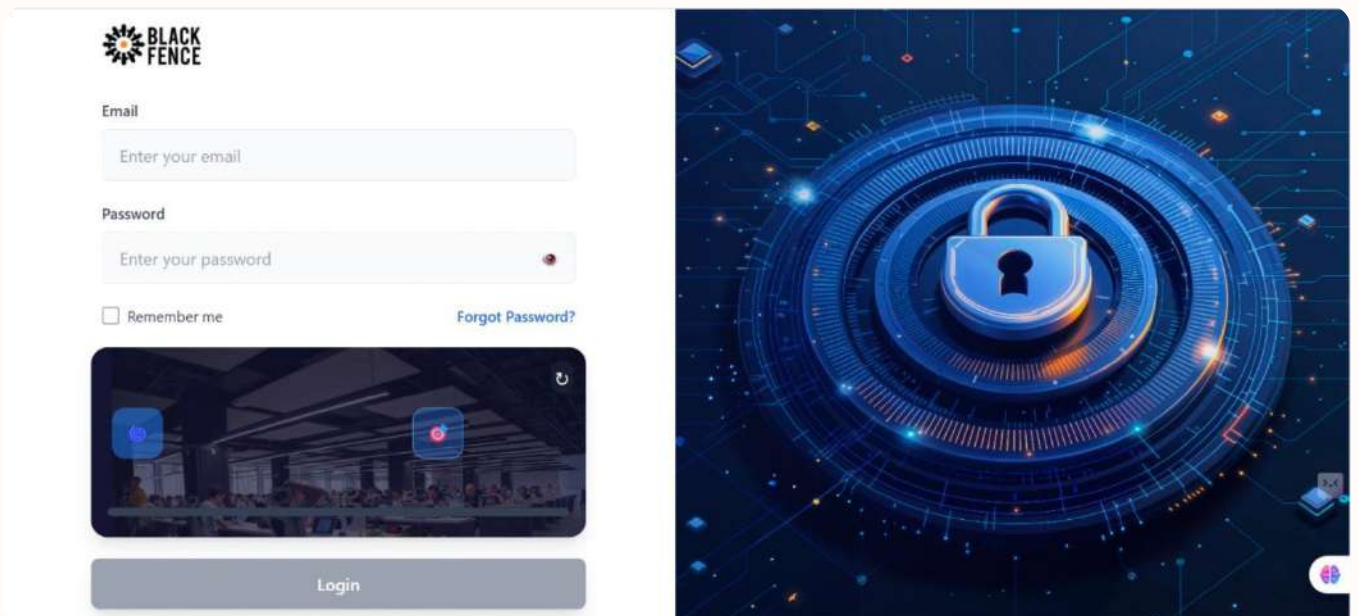 BLACK
FENCE
Email
Enter your email
Password
Enter your password
Remember me
Forgot Password?
Login